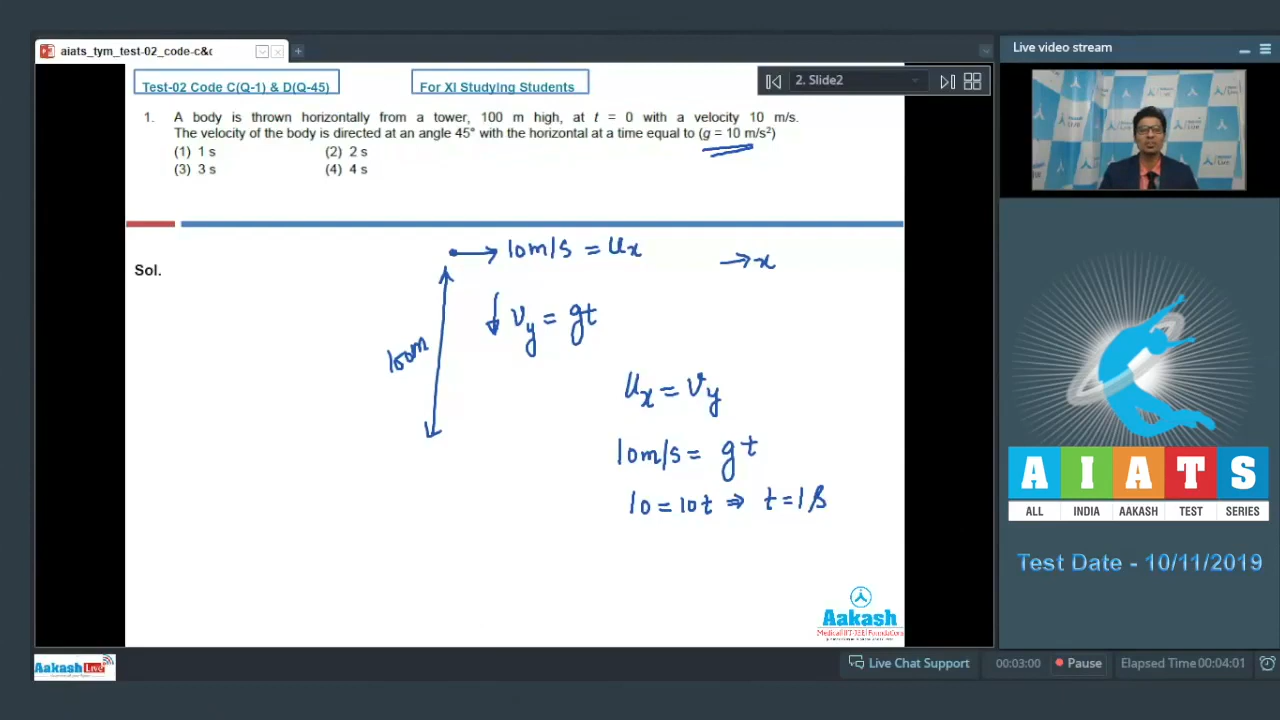 aiats_tym_test-02_code-c&d
Live video stream
2. Slide2
Test-02 Code C(Q-1) & D(Q-45)
For XI Studying Students
1. A body is thrown horizontally from a tower, 100 m high, at t = 0 with a velocity 10 m/s.
The velocity of the body is directed at an angle 45° with the horizontal at a time equal to (g = 10 m/s²)
(1) 1 s (2) 2 s
(3) 3 s (4) 4 s
Sol.
10m/s = ux
→x
vy = gt
100m
ux = vy
10m/s = gt
10 = 10t ⇒ t = 1s
A I A T S
ALL INDIA AAKASH TEST SERIES
Test Date - 10/11/2019
Aakash
Medical|IIT-JEE|Foundations
Aakash Live
Live Chat Support
00:03:00
Pause
Elapsed Time 00:04:01